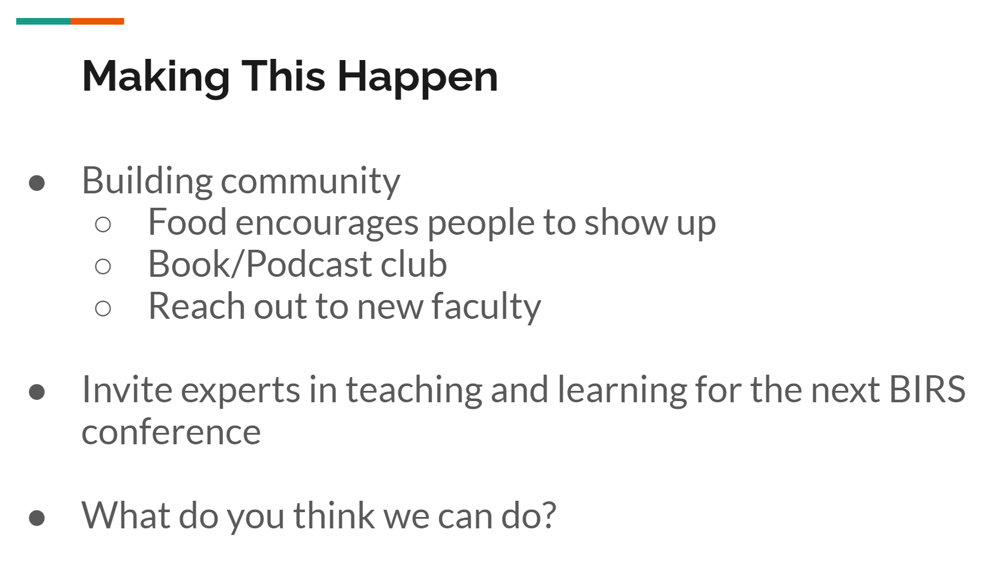 Making This Happen
● Building community
○ Food encourages people to show up
○ Book/Podcast club
○ Reach out to new faculty
● Invite experts in teaching and learning for the next BIRS
conference
● What do you think we can do?